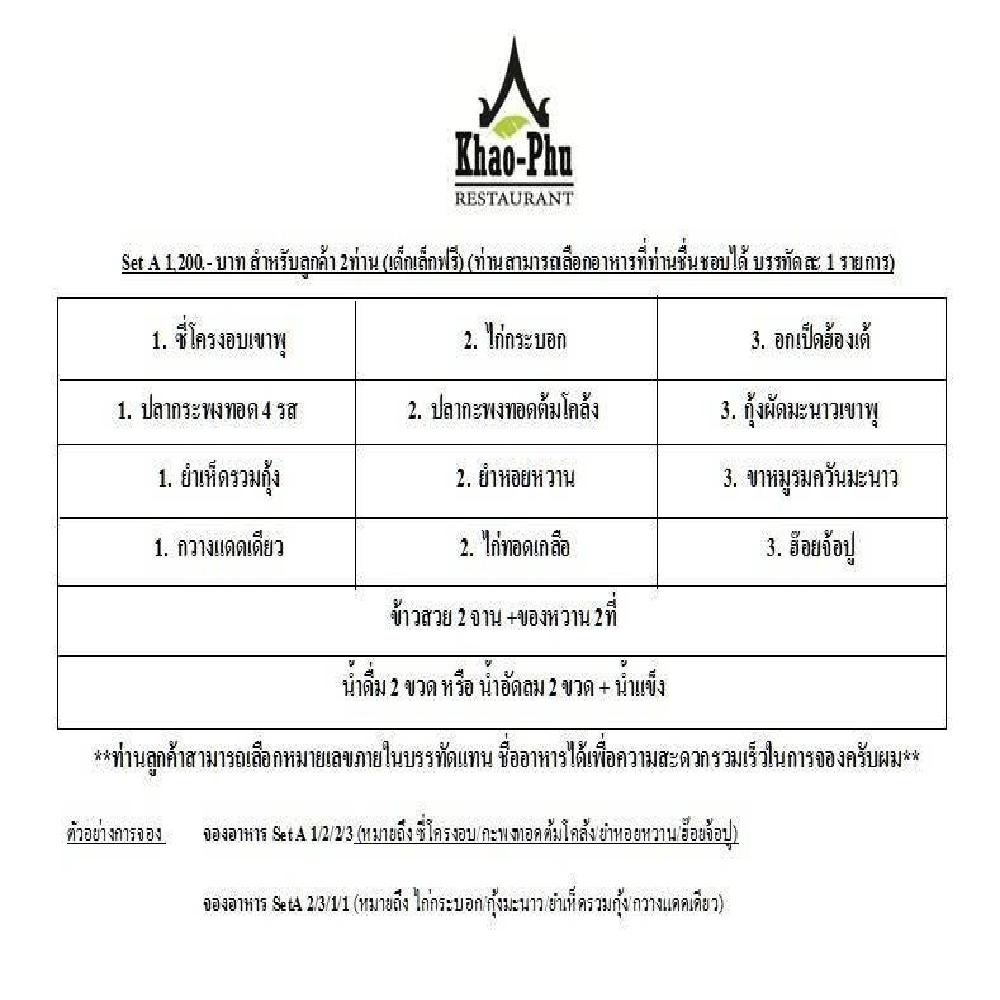 Khao-Phu
RESTAURANT
Set A 1,200.- บาท สำหรับลูกค้า 2ท่าน (เด็กเล็กฟรี) (ท่านสามารถเลือกอาหารที่ท่านชื่นชอบได้ บรรทัดละ 1 รายการ)
1. ซี่โครงอบเขาพุ 2. ไก่กระบอก 3. อกเป็ดฮ้องเต้
1. ปลากระพงทอด 4 รส 2. ปลากะพงทอดต้มโคล้ง 3. กุ้งผัดมะนาวเขาพุ
1. ยำเห็ดรวมกุ้ง 2. ยำหอยหวาน 3. ขาหมูรมควันมะนาว
1. กวางแดดเดียว 2. ไก่ทอดเกลือ 3. ฮ๊อยจ้อปู
ข้าวสวย 2 จาน +ของหวาน 2 ที่
น้ำดื่ม 2 ขวด หรือ น้ำอัดลม 2 ขวด + น้ำแข็ง
**ท่านลูกค้าสามารถเลือกหมายเลขภายในบรรทัดแทน ชื่ออาหารได้เพื่อความสะดวกรวมเร็วในการจองครับผม**
ตัวอย่างการจอง จองอาหาร Set A 1/2/2/3 (หมายถึง ซี่โครงอบ/กะพงทอดต้มโคล้ง/ยำหอยหวาน/ฮ๊อยจ้อปู)
จองอาหาร SetA 2/3/1/1 (หมายถึง ไก่กระบอก/กุ้งมะนาว/ยำเห็ดรวมกุ้ง/กวางแดดเดียว)